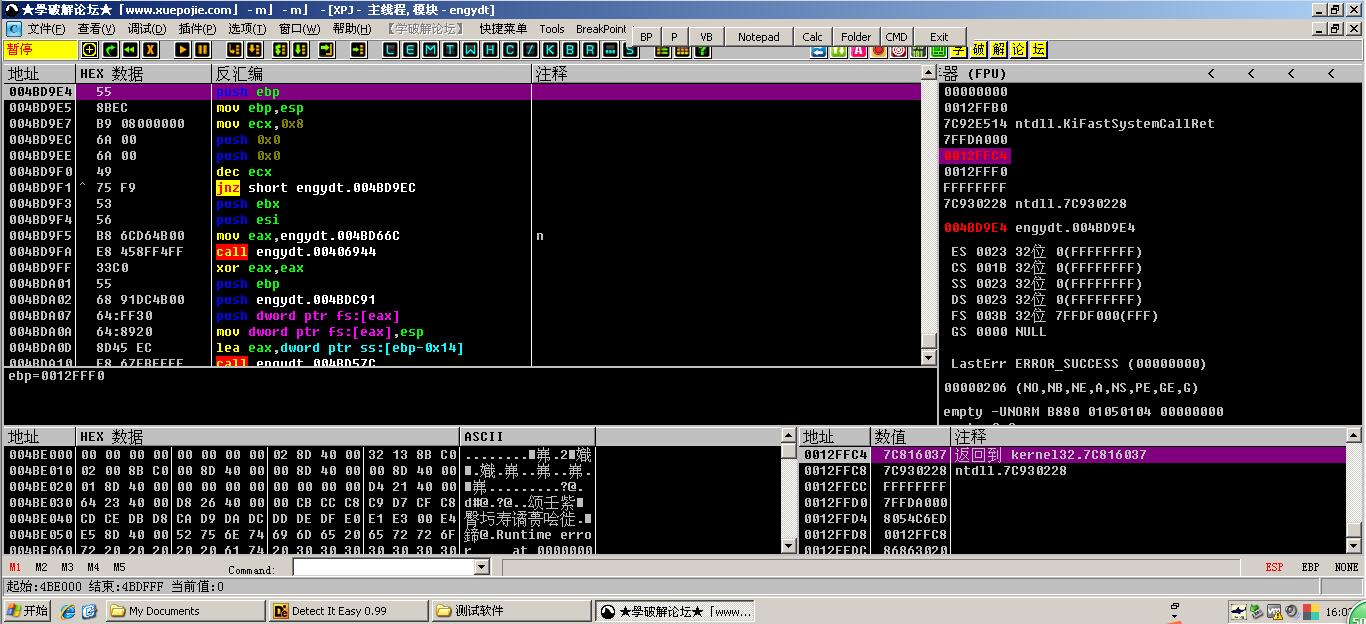 ★學破解论坛★「www.xuepojie.com」 - m」 - m」 - [XPJ - 主线程, 模块 - engydt]
文件(F) 查看(V) 调试(D) 插件(P) 选项(T) 窗口(W) 帮助(H) 【学破解论坛】 快捷菜单 Tools BreakPoint
BP P VB Notepad Calc Folder CMD Exit
暂停 L E M T W H C / K B R ... S ? 学 破 解 论 坛
地址 HEX 数据 反汇编 注释
004BD9E4 55 push ebp
004BD9E5 8BEC mov ebp,esp
004BD9E7 B9 08000000 mov ecx,0x8
004BD9EC 6A 00 push 0x0
004BD9EE 6A 00 push 0x0
004BD9F0 49 dec ecx
004BD9F1 ^ 75 F9 jnz short engydt.004BD9EC
004BD9F3 53 push ebx
004BD9F4 56 push esi
004BD9F5 B8 6CD64B00 mov eax,engydt.004BD66C n
004BD9FA E8 458FF4FF call engydt.00406944
004BD9FF 33C0 xor eax,eax
004BDA01 55 push ebp
004BDA02 68 91DC4B00 push engydt.004BDC91
004BDA07 64:FF30 push dword ptr fs:[eax]
004BDA0A 64:8920 mov dword ptr fs:[eax],esp
004BDA0D 8D45 EC lea eax,dword ptr ss:[ebp-0x14]
004BDA10 E8 67FBFFFF call engydt.004BD57C
ebp=0012FFF0
器 (FPU) < < < <
00000000
0012FFB0
7C92E514 ntdll.KiFastSystemCallRet
7FFDA000
0012FFC4
0012FFF0
FFFFFFFF
7C930228 ntdll.7C930228
004BD9E4 engydt.004BD9E4
ES 0023 32位 0(FFFFFFFF)
CS 001B 32位 0(FFFFFFFF)
SS 0023 32位 0(FFFFFFFF)
DS 0023 32位 0(FFFFFFFF)
FS 003B 32位 7FFDF000(FFF)
GS 0000 NULL
LastErr ERROR_SUCCESS (00000000)
00000206 (NO,NB,NE,A,NS,PE,GE,G)
empty -UNORM B880 01050104 00000000
地址 HEX 数据 ASCII
004BE000 00 00 00 00 00 00 00 00 02 8D 40 00 32 13 8B C0
004BE010 02 00 8B C0 00 8D 40 00 00 8D 40 00 00 8D 40 00
004BE020 01 8D 40 00 00 00 00 00 00 00 00 00 D4 21 40 00
004BE030 64 23 40 00 D8 26 40 00 00 CB CC C8 C9 D7 CF C8
004BE040 CD CE DB D8 CA D9 DA DC DD DE DF E0 E1 E3 00 E4
004BE050 E5 8D 40 00 52 75 6E 74 69 6D 65 20 65 72 72 6F @.Runtime erro
004BE060 72 20 20 20 20 20 61 74 20 30 30 30 30 30 30 30 r at 0000000
地址 数值 注释
0012FFC4 7C816037 返回到 kernel32.7C816037
0012FFC8 7C930228 ntdll.7C930228
0012FFCC FFFFFFFF
0012FFD0 7FFDA000
0012FFD4 8054C6ED
0012FFD8 0012FFC8
0012FFDC 86863020
M1 M2 M3 M4 M5 Command: ESP EBP NONE
起始:4BE000 结束:4BDFFF 当前值:0
开始 My Documents Detect It Easy 0.99 测试软件 ★學破解论坛★「www... 16:0